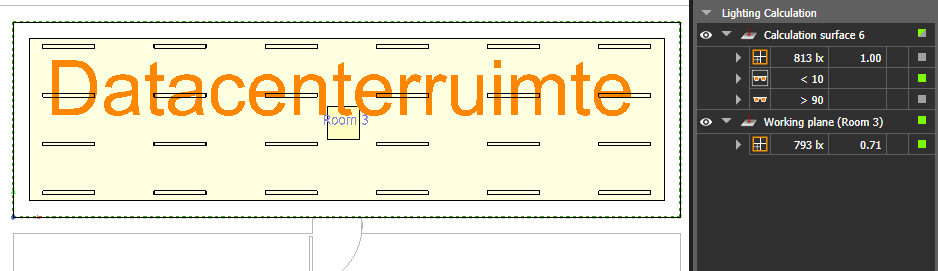 Datacenterruimte
Room 3
Lighting Calculation
Calculation surface 6
813 lx 1.00
< 10
> 90
Working plane (Room 3)
793 lx 0.71